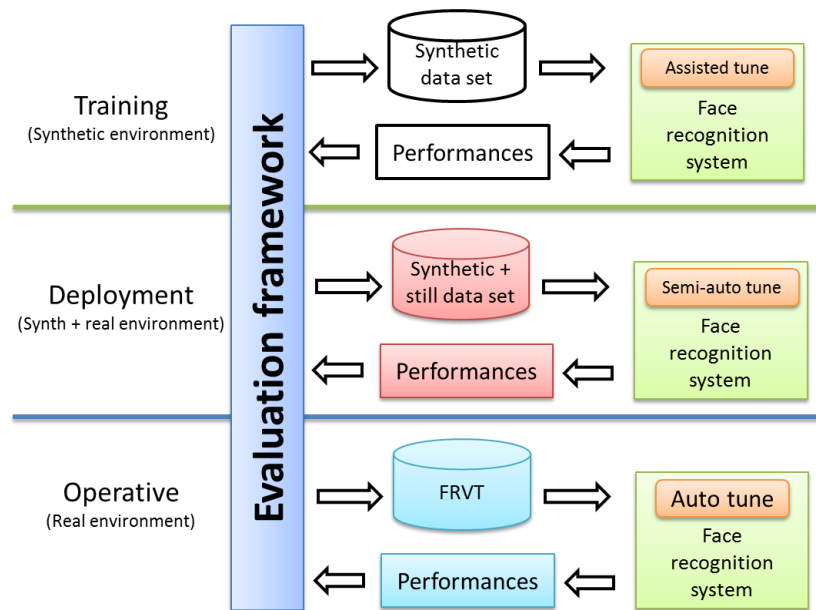 Training
(Synthetic environment)
Evaluation framework
Synthetic
data set
Performances
Assisted tune
Face
recognition
system
Deployment
(Synth + real environment)
Synthetic +
still data set
Performances
Semi-auto tune
Face
recognition
system
Operative
(Real environment)
FRVT
Performances
Auto tune
Face
recognition
system